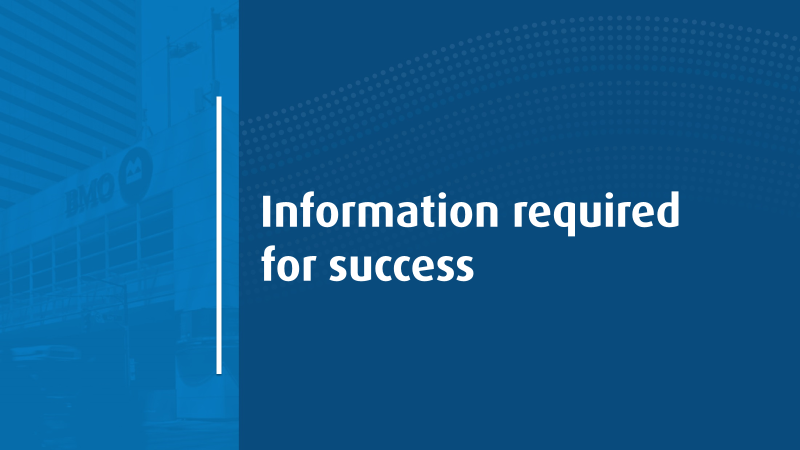 BMO
Information required
for success